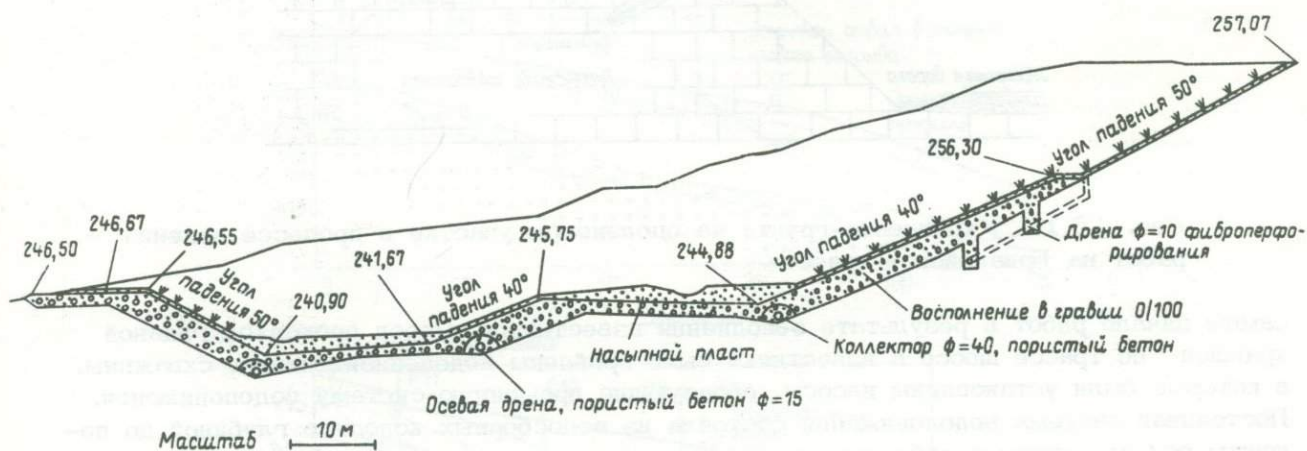 257,07
Угол падения 50°
256,30
246,67
246,50
246,55
245,75
244,88
241,67
240,90
Угол
падения 50°
Угол
падения 40°
Угол падения 40°
Дрена ϕ=10 фиброперфо-
рирования
Восполнение в гравии 0/100
Коллектор ϕ=40, пористый бетон
Насыпной пласт
Осевая дрена, пористый бетон ϕ=15
Масштаб 10 м